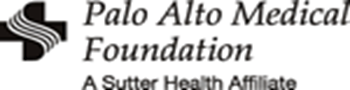 Palo Alto Medical
Foundation
A Sutter Health Affiliate